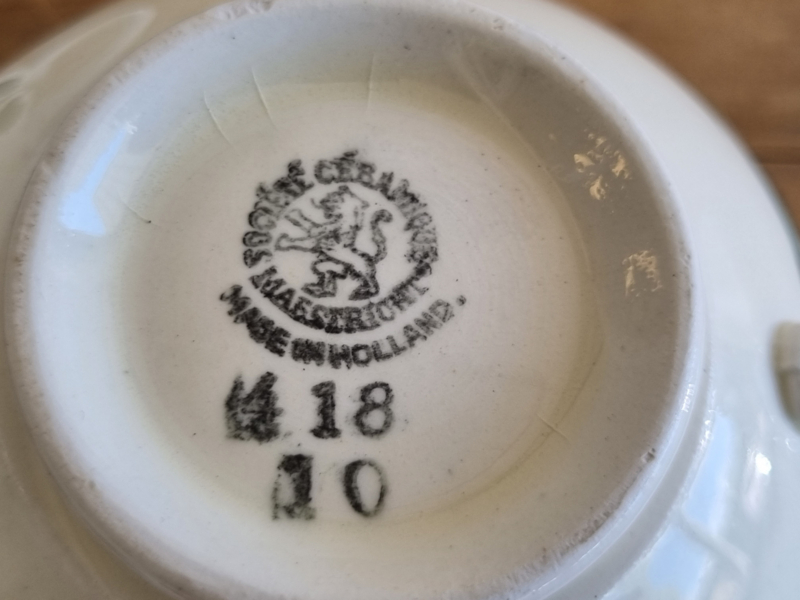 SOCIÉTÉ CÉRAMIQUE
MAESTRICHT
MADE IN HOLLAND.
18
10